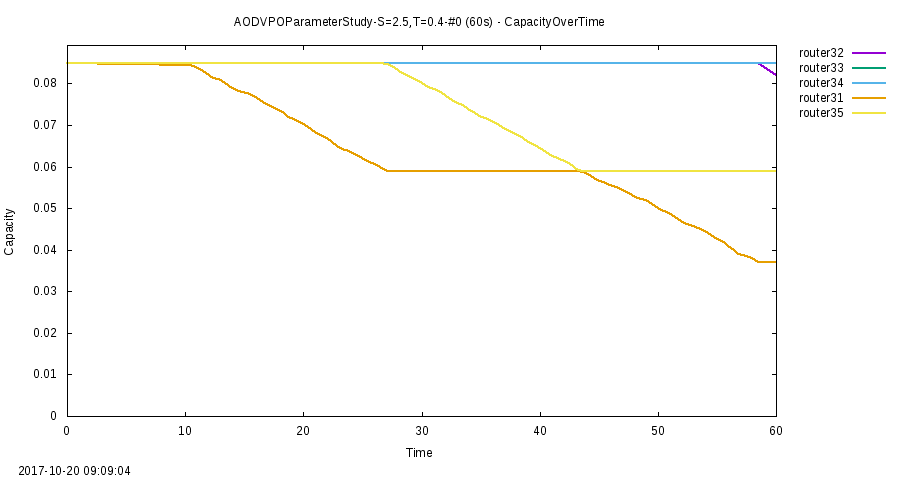 AODVPOParameterStudy-S=2.5,T=0.4-#0 (60s) - CapacityOverTime
router32
router33
router34
router31
router35
0.08
0.07
0.06
0.05
0.04
0.03
0.02
0.01
0
Capacity
0 10 20 30 40 50 60
Time
2017-10-20 09:09:04